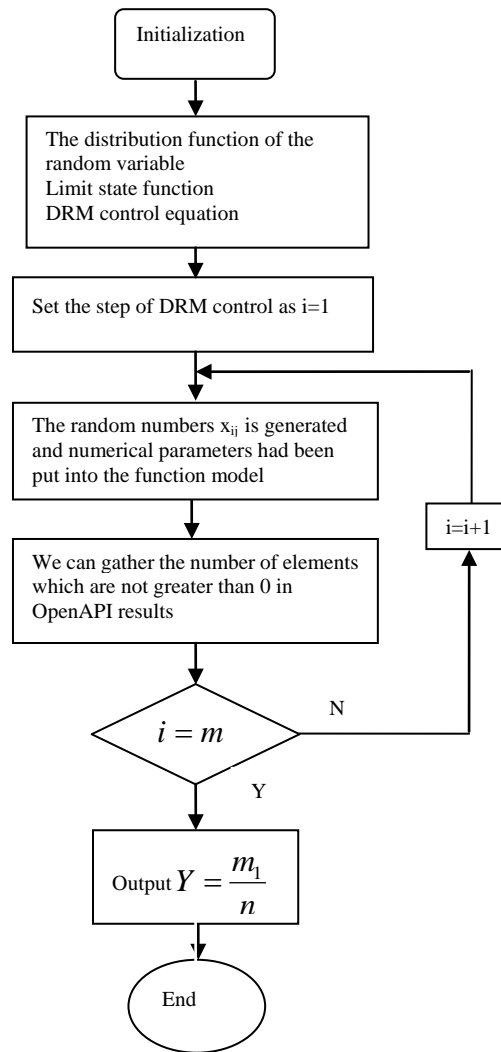 Initialization
The distribution function of the
random variable
Limit state function
DRM control equation
Set the step of DRM control as i=1
The random numbers xij is generated
and numerical parameters had been
put into the function model
i=i+1
We can gather the number of elements
which are not greater than 0 in
OpenAPI results
N
i = m
Y
Output Y = m1/n
End